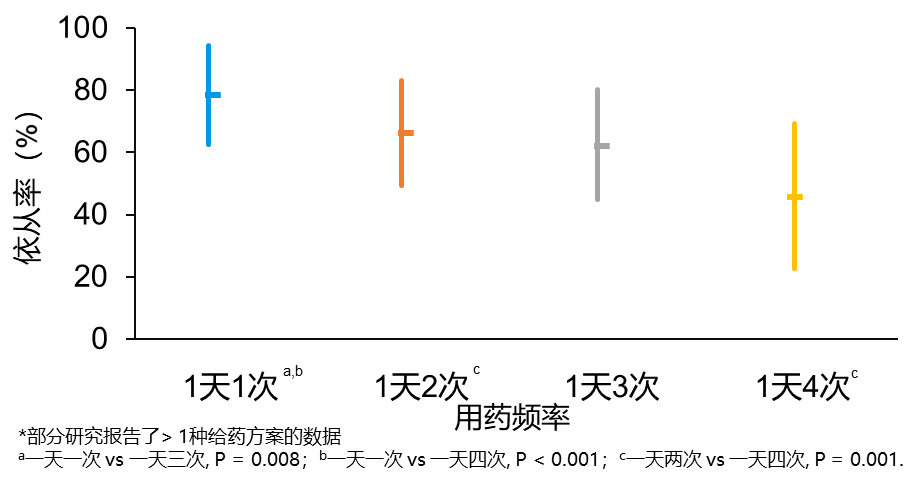 100
80
60
40
20
0
依从率（%）
1天1次a,b
1天2次c
1天3次
1天4次c
用药频率
*部分研究报告了> 1种给药方案的数据
a一天一次 vs 一天三次, P = 0.008；b一天一次 vs 一天四次, P < 0.001；c一天两次 vs 一天四次, P = 0.001.